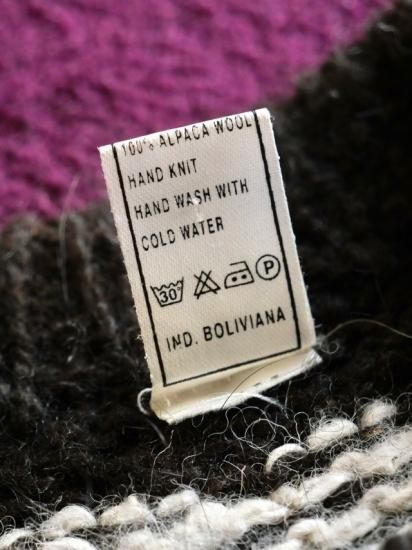 100% ALPACA WOOL
HAND KNIT
HAND WASH WITH
COLD WATER
30 P
IND. BOLIVIANA